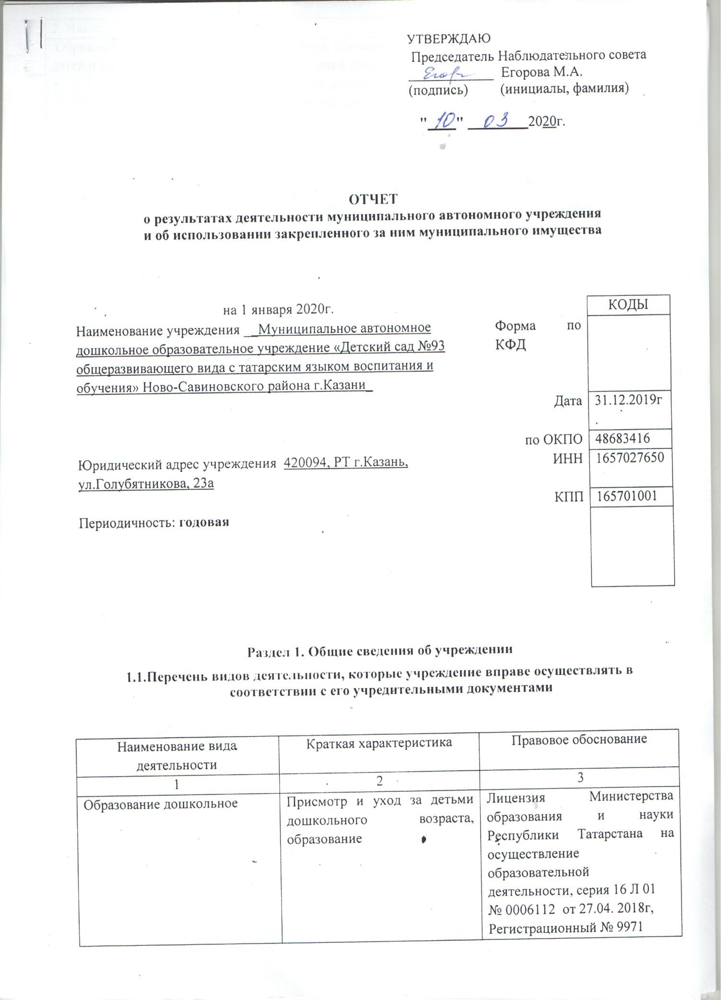 УТВЕРЖДАЮ
Председатель Наблюдательного совета
Егорова М.А.
(подпись) (инициалы, фамилия)
"10" 03 2020г.
ОТЧЕТ
о результатах деятельности муниципального автономного учреждения
и об использовании закрепленного за ним муниципального имущества
КОДЫ
на 1 января 2020г.
Наименование учреждения __Муниципальное автономное
дошкольное образовательное учреждение «Детский сад №93
общеразвивающего вида с татарским языком воспитания и
обучения» Ново-Савиновского района г.Казани_
Форма по
КФД
Дата 31.12.2019г
.
по ОКПО 48683416
Юридический адрес учреждения 420094, РТ г.Казань,
ул.Голубятникова, 23а
ИНН 1657027650
КПП 165701001
Периодичность: годовая
Раздел 1. Общие сведения об учреждении
1.1.Перечень видов деятельности, которые учреждение вправе осуществлять в
соответствии с его учредительными документами
Наименование вида
деятельности
Краткая характеристика
Правовое обоснование
1 2 3
Образование дошкольное
Присмотр и уход за детьми
дошкольного возраста,
образование
Лицензия Министерства
образования и науки
Республики Татарстана на
осуществление
образовательной
деятельности, серия 16 Л 01
№ 0006112 от 27.04. 2018г,
Регистрационный № 9971